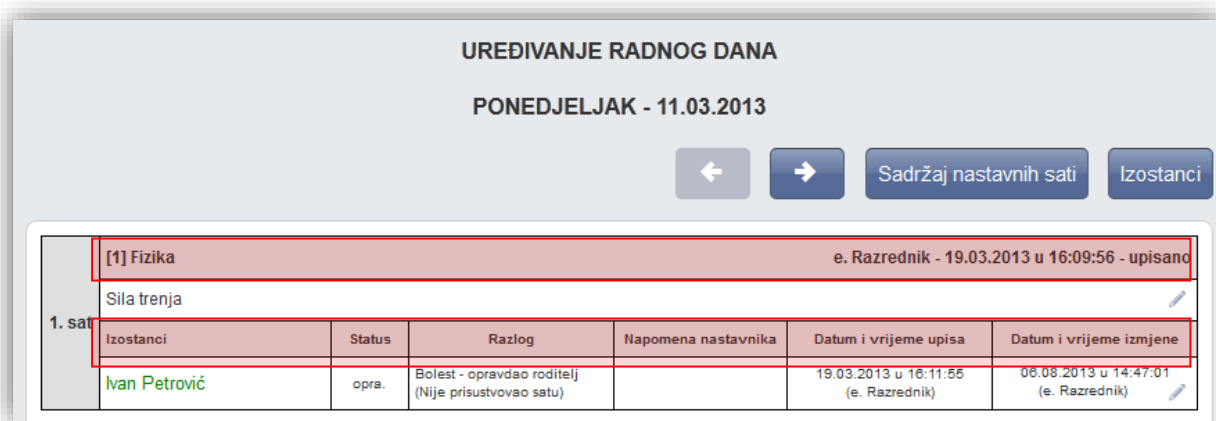 UREĐIVANJE RADNOG DANA
PONEDJELJAK - 11.03.2013
Sadržaj nastavnih sati
Izostanci
[1] Fizika e. Razrednik - 19.03.2013 u 16:09:56 - upisano
Sila trenja
1. sat
Izostanci Status Razlog Napomena nastavnika Datum i vrijeme upisa Datum i vrijeme izmjene
Ivan Petrović opra. Bolest - opravdao roditelj 19.03.2013 u 16:11:55 06.08.2013 u 14:47:01
(Nije prisustvovao satu) (e. Razrednik) (e. Razrednik)